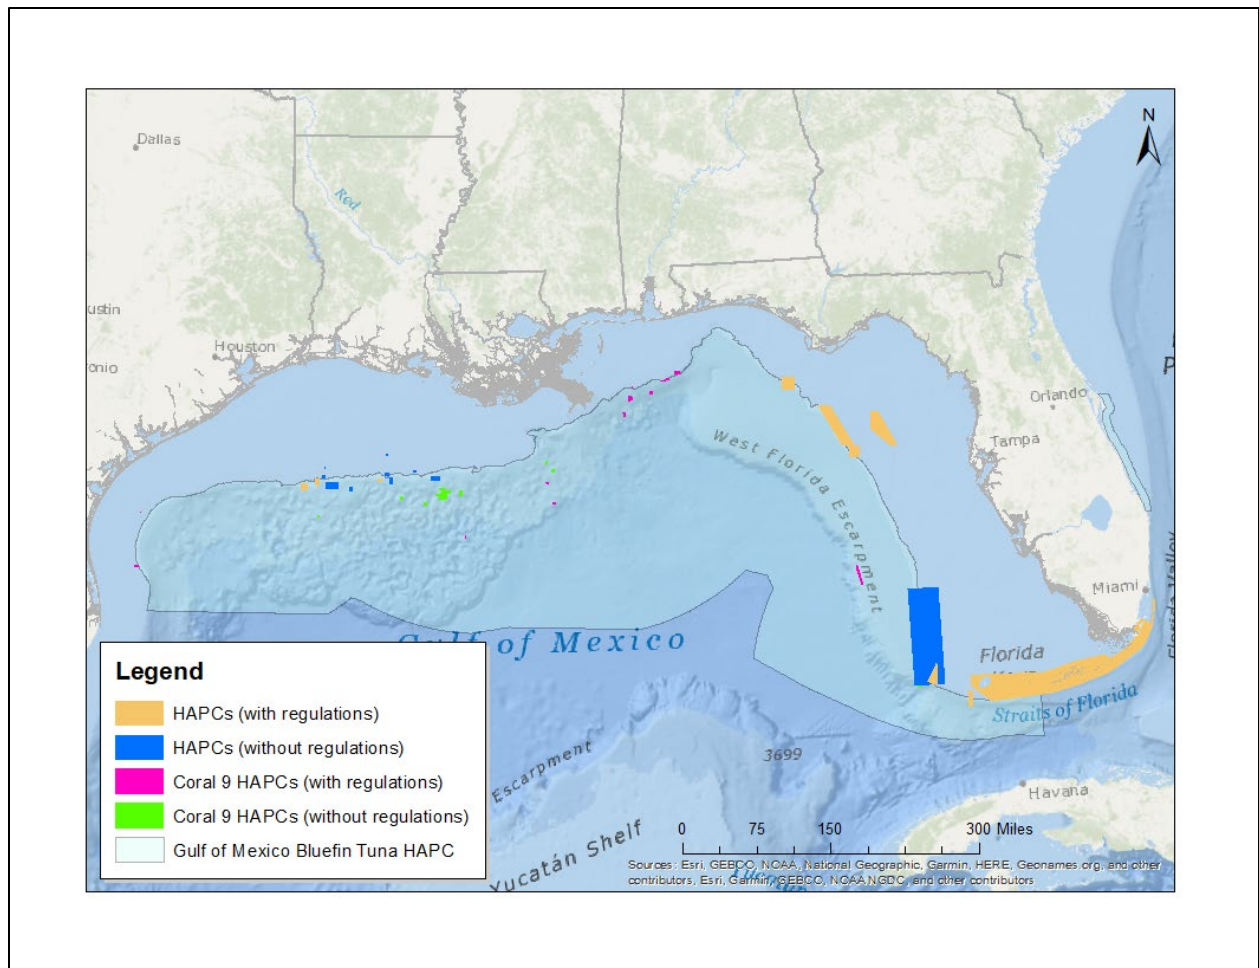 N
Dallas
Red
ustin
Houston
onio
Orlando
Tampa
West Florida Escarpment
Miami
Florida
Gulf of Mexico
Straits of Florida
Florida Valley
Escarpment
3699
Havana
Yucatán Shelf
Legend
HAPCs (with regulations)
HAPCs (without regulations)
Coral 9 HAPCs (with regulations)
Coral 9 HAPCs (without regulations)
Gulf of Mexico Bluefin Tuna HAPC
0 75 150 300 Miles
Sources: Esri, GEBCO, NOAA, National Geographic, Garmin, HERE, Geonames.org, and other
contributors, Esri, Garmin, GEBCO, NOAA NGDC, and other contributors